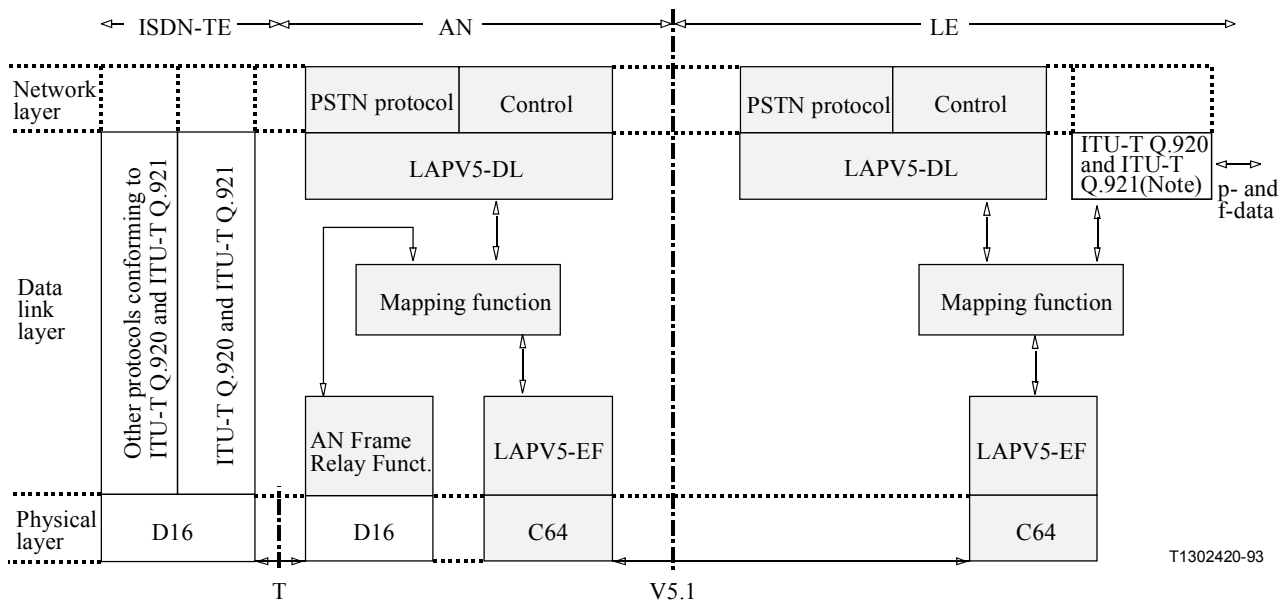 ISDN-TE
AN
LE
Network
layer
PSTN protocol
Control
PSTN protocol
Control
LAPV5-DL
LAPV5-DL
ITU-T Q.920
and ITU-T
Q.921(Note)
p- and
f-data
Data
link
layer
Other protocols conforming to
ITU-T Q.920 and ITU-T Q.921
ITU-T Q.920 and ITU-T Q.921
Mapping function
Mapping function
AN Frame
Relay Funct.
LAPV5-EF
LAPV5-EF
Physical
layer
D16
D16
C64
C64
T1302420-93
T
V5.1